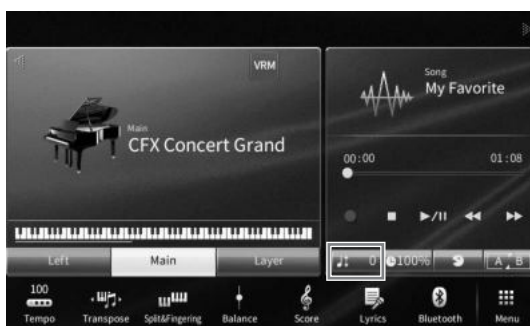 VRM
Main
CFX Concert Grand
Song
My Favorite
00:00
01:08
Left
Main
Layer
0
100%
A B
100
Tempo
Transpose
Split&Fingering
Balance
Score
Lyrics
Bluetooth
Menu